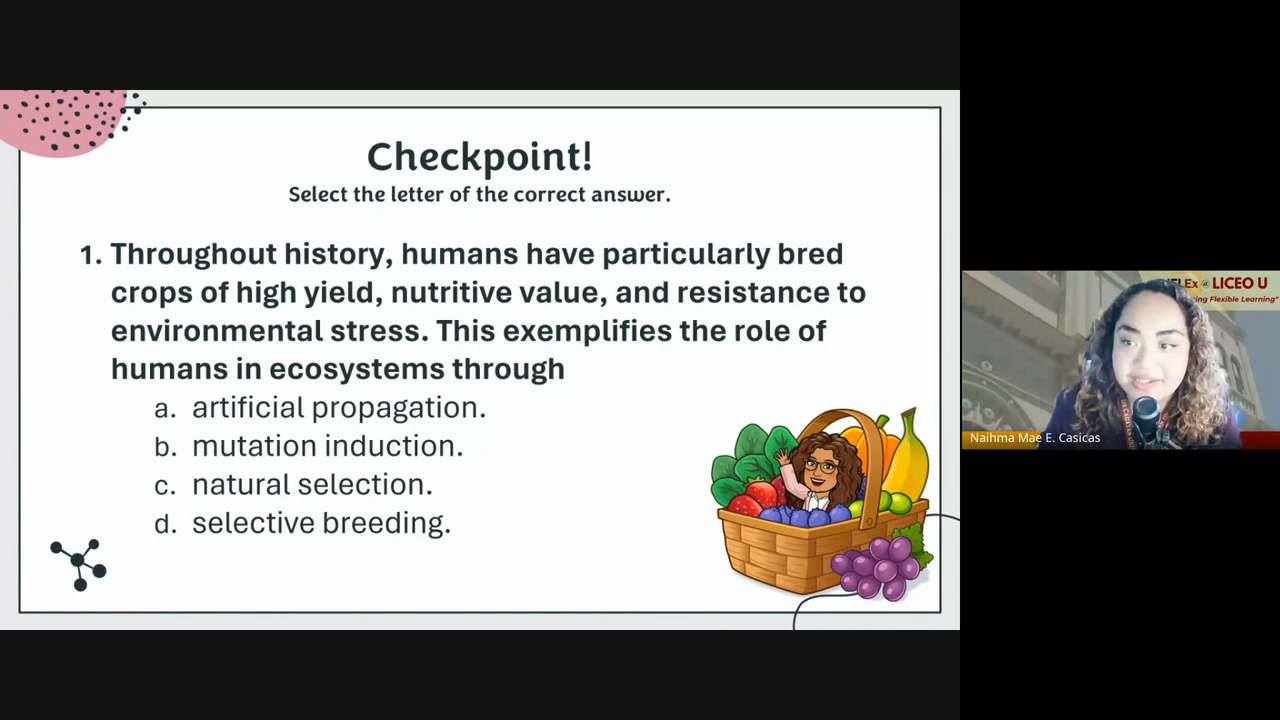 Checkpoint!
Select the letter of the correct answer.
1. Throughout history, humans have particularly bred
crops of high yield, nutritive value, and resistance to
environmental stress. This exemplifies the role of
humans in ecosystems through
a. artificial propagation.
b. mutation induction.
c. natural selection.
d. selective breeding.
LICEO U
Flexible Learning"
Naihma Mae E. Casicas